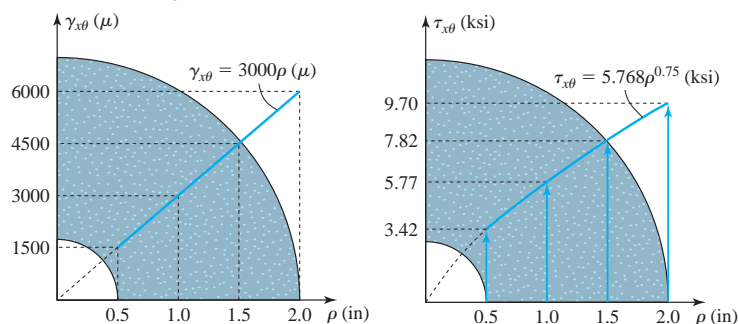 γxθ (μ)
γxθ = 3000ρ (μ)
6000
4500
3000
1500
0.5 1.0 1.5 2.0 ρ (in)
τxθ (ksi)
τxθ = 5.768ρ^0.75 (ksi)
9.70
7.82
5.77
3.42
0.5 1.0 1.5 2.0 ρ (in)